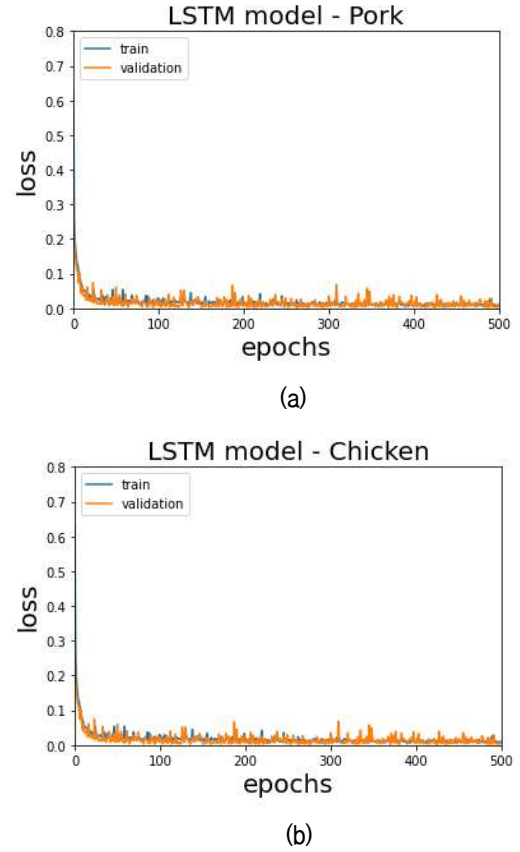 LSTM model - Pork
0.8
0.7
0.6
0.5
0.4
0.3
0.2
0.1
0.0
loss
train
validation
0 100 200 300 400 500
epochs
(a)
LSTM model - Chicken
0.8
0.7
0.6
0.5
0.4
0.3
0.2
0.1
0.0
loss
train
validation
0 100 200 300 400 500
epochs
(b)